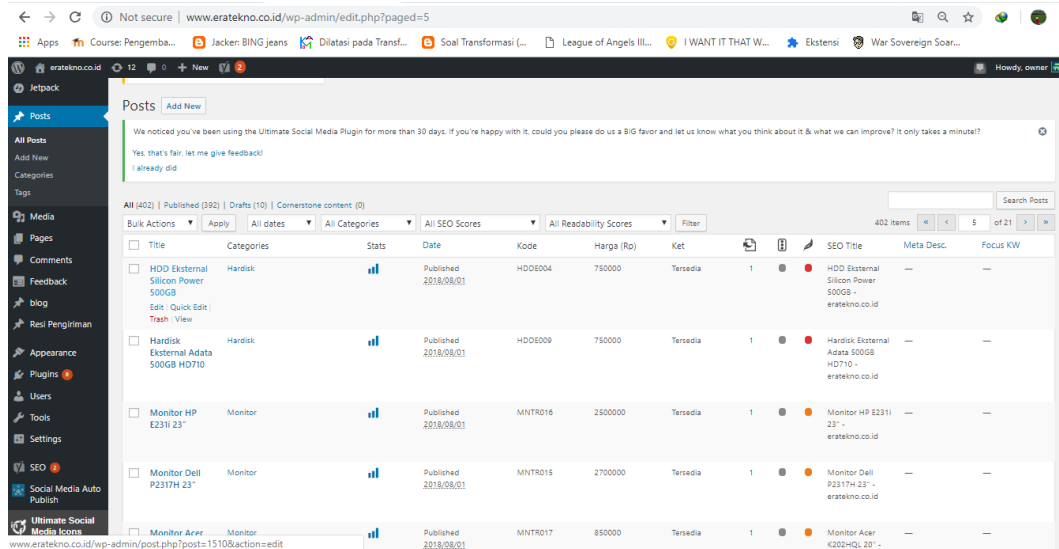 Not secure | www.eratekno.co.id/wp-admin/edit.php?paged=5
Apps Course: Pengemba... Jacker: BING jeans Dilatasi pada Transf... Soal Transformasi (... League of Angels III... I WANT IT THAT W... Ekstensi War Sovereign Soar...
eratekno.co.id 12 0 + New 2 Howdy, owner
Jetpack
Posts
All Posts
Add New
Categories
Tags
Media
Pages
Comments
Feedback
blog
Resi Pengiriman
Appearance
Plugins 8
Users
Tools
Settings
SEO 2
Social Media Auto
Publish
Ultimate Social
Media Icons
Posts Add New
We noticed you've been using the Ultimate Social Media Plugin for more than 30 days. If you're happy with it, could you please do us a BIG favor and let us know what you think about it & what we can improve? It only takes a minute!?
Yes, that's fair, let me give feedback!
I already did
Search Posts
All (402) | Published (392) | Drafts (10) | Cornerstone content (0)
Bulk Actions Apply All dates All Categories All SEO Scores All Readability Scores Filter 402 items « < 5 of 21 > »
Title Categories Stats Date Kode Harga (Rp) Ket SEO Title Meta Desc. Focus KW
HDD Eksternal Hardisk Published HDDE004 750000 Tersedia 1 HDD Eksternal — —
Silicon Power 2018/08/01 Silicon Power
500GB 500GB -
eratekno.co.id
Edit | Quick Edit |
Trash | View
Hardisk Hardisk Published HDDE009 750000 Tersedia 1 Hardisk Eksternal — —
Eksternal Adata 2018/08/01 Adata 500GB
500GB HD710 HD710 -
eratekno.co.id
Monitor HP Monitor Published MNTR016 2500000 Tersedia 1 Monitor HP E231i — —
E231i 23" 2018/08/01 23" -
eratekno.co.id
Monitor Dell Monitor Published MNTR015 2700000 Tersedia 1 Monitor Dell — —
P2317H 23" 2018/08/01 P2317H 23" -
eratekno.co.id
Monitor Acer Monitor Published MNTR017 850000 Tersedia 1 Monitor Acer — —
2018/08/01 K202HQL 20" -
www.eratekno.co.id/wp-admin/post.php?post=1510&action=edit